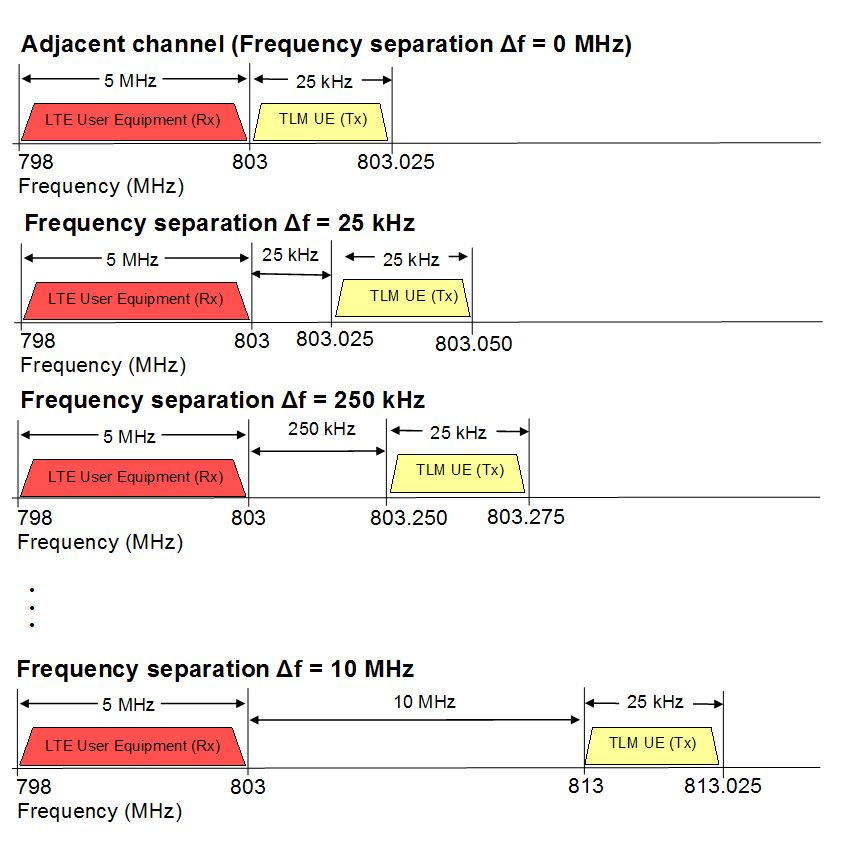 Adjacent channel (Frequency separation Δf = 0 MHz)
5 MHz 25 kHz
LTE User Equipment (Rx) TLM UE (Tx)
798 803 803.025
Frequency (MHz)
Frequency separation Δf = 25 kHz
5 MHz 25 kHz 25 kHz
LTE User Equipment (Rx) TLM UE (Tx)
798 803 803.025 803.050
Frequency (MHz)
Frequency separation Δf = 250 kHz
5 MHz 250 kHz 25 kHz
LTE User Equipment (Rx) TLM UE (Tx)
798 803 803.250 803.275
Frequency (MHz)
Frequency separation Δf = 10 MHz
5 MHz 10 MHz 25 kHz
LTE User Equipment (Rx) TLM UE (Tx)
798 803 813 813.025
Frequency (MHz)